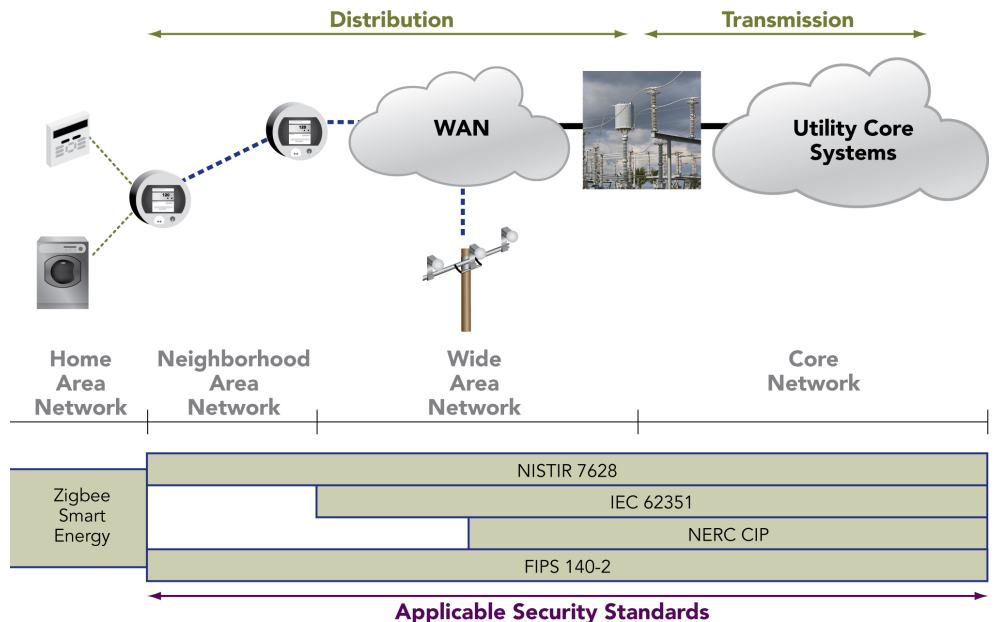 Distribution
Transmission
WAN
Utility Core
Systems
Home
Area
Network
Neighborhood
Area
Network
Wide
Area
Network
Core
Network
Zigbee
Smart
Energy
NISTIR 7628
IEC 62351
NERC CIP
FIPS 140-2
Applicable Security Standards